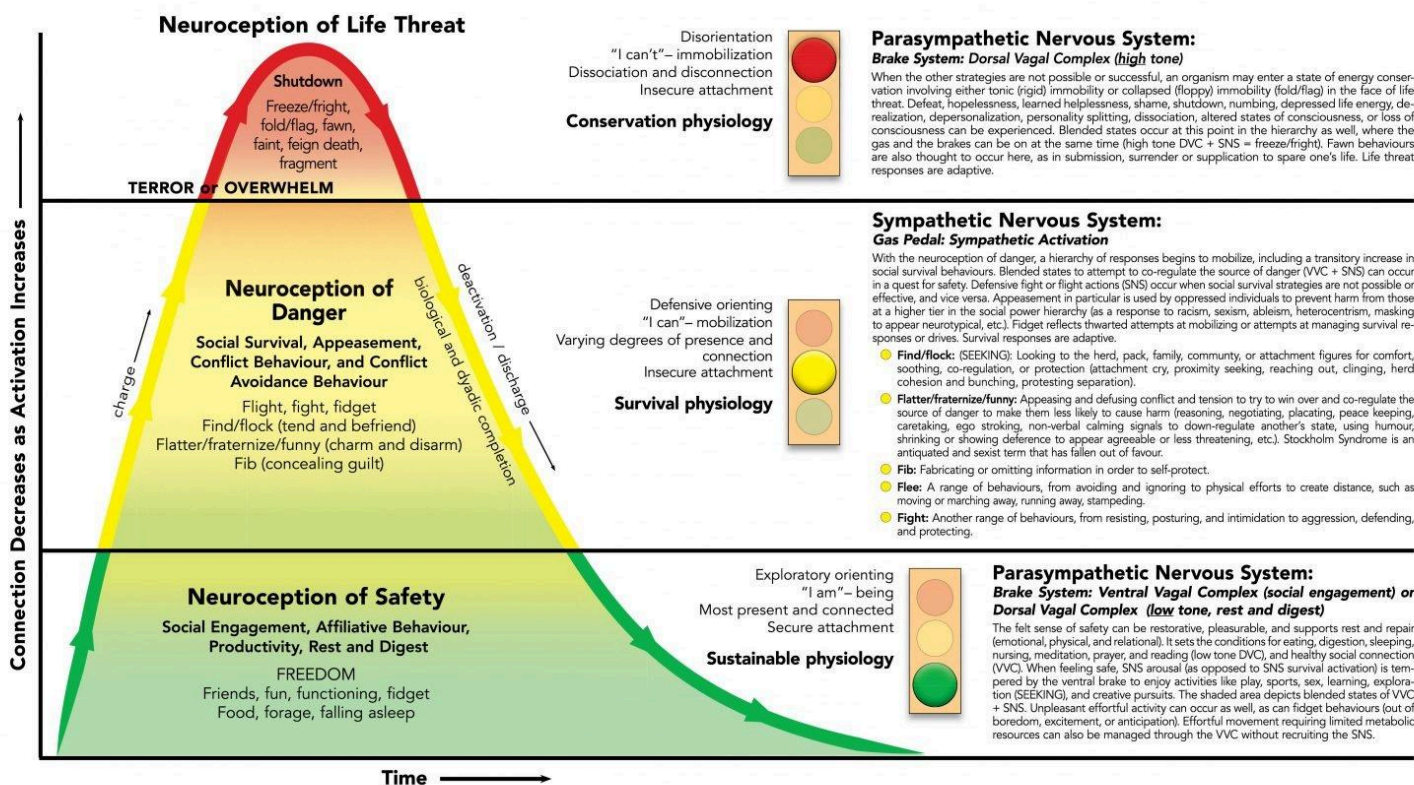 Neuroception of Life Threat
Shutdown
Freeze/fright,
fold/flag, fawn,
faint, feign death,
fragment
TERROR or OVERWHELM
Disorientation
“I can’t”– immobilization
Dissociation and disconnection
Insecure attachment
Conservation physiology
Parasympathetic Nervous System:
Brake System: Dorsal Vagal Complex (high tone)
When the other strategies are not possible or successful, an organism may enter a state of energy conser-
vation involving either tonic (rigid) immobility or collapsed (floppy) immobility (fold/flag) in the face of life
threat. Defeat, hopelessness, learned helplessness, shame, shutdown, numbing, depressed life energy, de-
realization, depersonalization, personality splitting, dissociation, altered states of consciousness, or loss of
consciousness can be experienced. Blended states occur at this point in the hierarchy as well, where the
gas and the brakes can be on at the same time (high tone DVC + SNS = freeze/fright). Fawn behaviours
are also thought to occur here, as in submission, surrender or supplication to spare one’s life. Life threat
responses are adaptive.
Connection Decreases as Activation Increases
charge
Neuroception of
Danger
Social Survival, Appeasement,
Conflict Behaviour, and Conflict
Avoidance Behaviour
Flight, fight, fidget
Find/flock (tend and befriend)
Flatter/fraternize/funny (charm and disarm)
Fib (concealing guilt)
deactivation / discharge
biological and dyadic completion
Defensive orienting
“I can”– mobilization
Varying degrees of presence and
connection
Insecure attachment
Survival physiology
Sympathetic Nervous System:
Gas Pedal: Sympathetic Activation
With the neuroception of danger, a hierarchy of responses begins to mobilize, including a transitory increase in
social survival behaviours. Blended states to attempt to co-regulate the source of danger (VVC + SNS) can occur
in a quest for safety. Defensive fight or flight actions (SNS) occur when social survival strategies are not possible or
effective, and vice versa. Appeasement in particular is used by oppressed individuals to prevent harm from those
at a higher tier in the social power hierarchy (as a response to racism, sexism, ableism, heterocentrism, masking
to appear neurotypical, etc.). Fidget reflects thwarted attempts at mobilizing or attempts at managing survival re-
sponses or drives. Survival responses are adaptive.
Find/flock: (SEEKING): Looking to the herd, pack, family, community, or attachment figures for comfort,
soothing, co-regulation, or protection (attachment cry, proximity seeking, reaching out, clinging, herd
cohesion and bunching, protesting separation).
Flatter/fraternize/funny: Appeasing and defusing conflict and tension to try to win over and co-regulate the
source of danger to make them less likely to cause harm (reasoning, negotiating, placating, peace keeping,
caretaking, ego stroking, non-verbal calming signals to down-regulate another’s state, using humour,
shrinking or showing deference to appear agreeable or less threatening, etc.). Stockholm Syndrome is an
antiquated and sexist term that has fallen out of favour.
Fib: Fabricating or omitting information in order to self-protect.
Flee: A range of behaviours, from avoiding and ignoring to physical efforts to create distance, such as
moving or marching away, running away, stampeding.
Fight: Another range of behaviours, from resisting, posturing, and intimidation to aggression, defending,
and protecting.
Neuroception of Safety
Social Engagement, Affiliative Behaviour,
Productivity, Rest and Digest
FREEDOM
Friends, fun, functioning, fidget
Food, forage, falling asleep
Exploratory orienting
“I am”– being
Most present and connected
Secure attachment
Sustainable physiology
Parasympathetic Nervous System:
Brake System: Ventral Vagal Complex (social engagement) or
Dorsal Vagal Complex (low tone, rest and digest)
The felt sense of safety can be restorative, pleasurable, and supports rest and repair
(emotional, physical, and relational). It sets the conditions for eating, digestion, sleeping,
nursing, meditation, prayer, and reading (low tone DVC), and healthy social connection
(VVC). When feeling safe, SNS arousal (as opposed to SNS survival activation) is tem-
pered by the ventral brake to enjoy activities like play, sports, sex, learning, explora-
tion (SEEKING), and creative pursuits. The shaded area depicts blended states of VVC
+ SNS. Unpleasant effortful activity can occur as well, as can fidget behaviours (out of
boredom, excitement, or anticipation). Effortful movement requiring limited metabolic
resources can also be managed through the VVC without recruiting the SNS.
Time